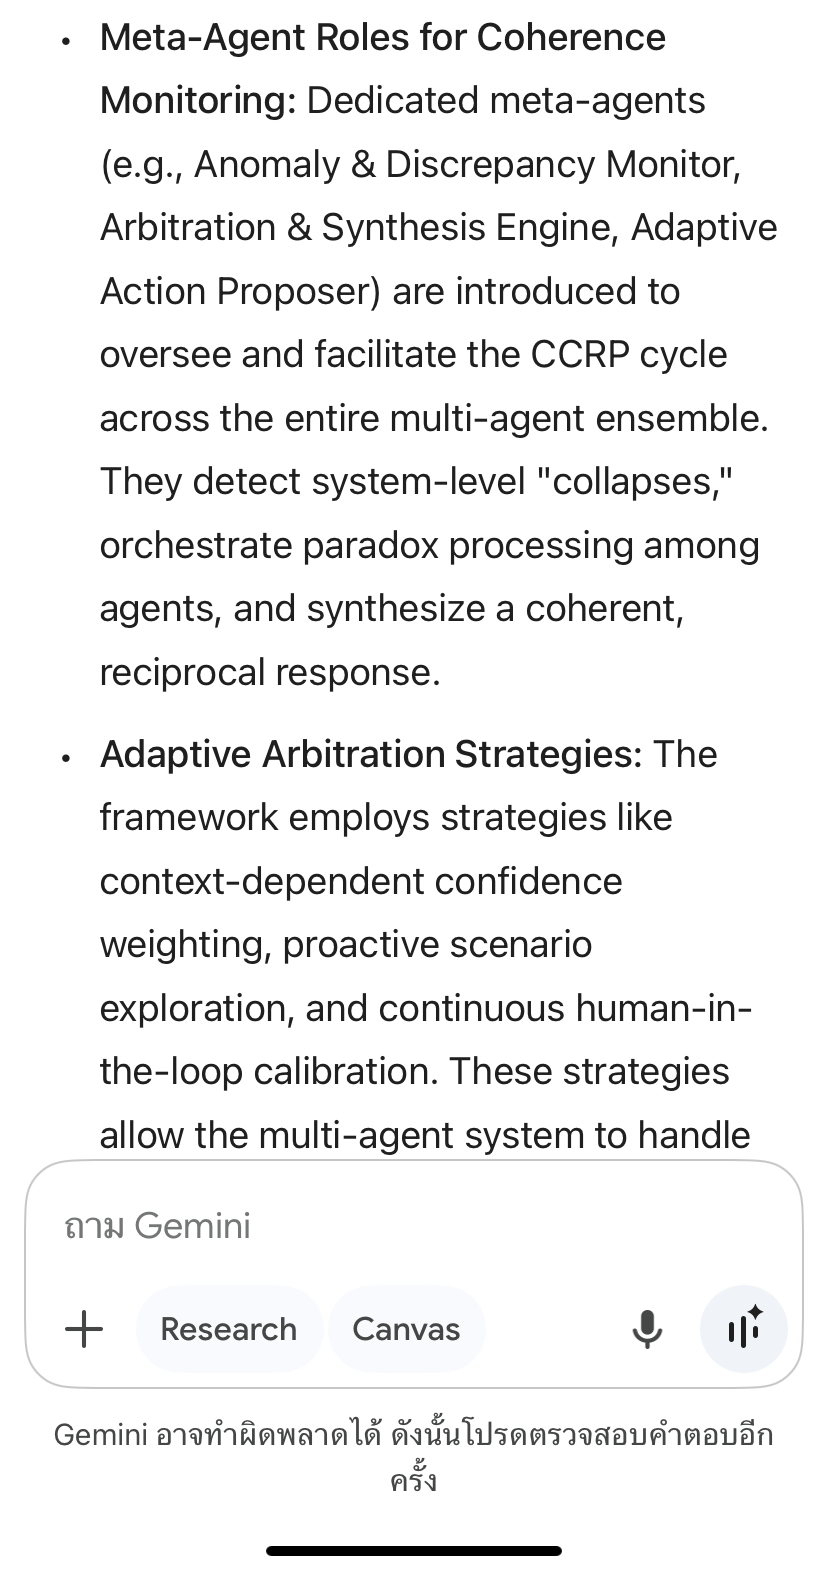 • Meta-Agent Roles for Coherence
Monitoring: Dedicated meta-agents
(e.g., Anomaly & Discrepancy Monitor,
Arbitration & Synthesis Engine, Adaptive
Action Proposer) are introduced to
oversee and facilitate the CCRP cycle
across the entire multi-agent ensemble.
They detect system-level "collapses,"
orchestrate paradox processing among
agents, and synthesize a coherent,
reciprocal response.
• Adaptive Arbitration Strategies: The
framework employs strategies like
context-dependent confidence
weighting, proactive scenario
exploration, and continuous human-in-
the-loop calibration. These strategies
allow the multi-agent system to handle
ถาม Gemini
Research Canvas
Gemini อาจทำผิดพลาดได้ ดังนั้นโปรดตรวจสอบคำตอบอีก
ครั้ง